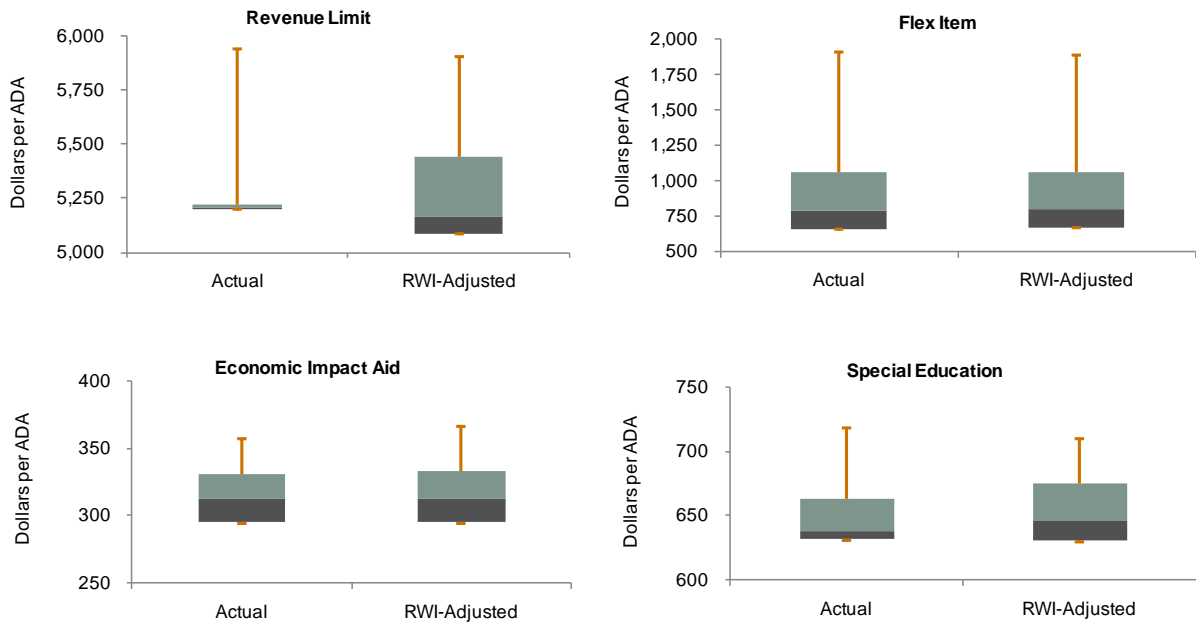 Revenue Limit
Dollars per ADA
6,000
5,750
5,500
5,250
5,000
Actual
RWI-Adjusted
Flex Item
Dollars per ADA
2,000
1,750
1,500
1,250
1,000
750
500
Actual
RWI-Adjusted
Economic Impact Aid
Dollars per ADA
400
350
300
250
Actual
RWI-Adjusted
Special Education
Dollars per ADA
750
700
650
600
Actual
RWI-Adjusted